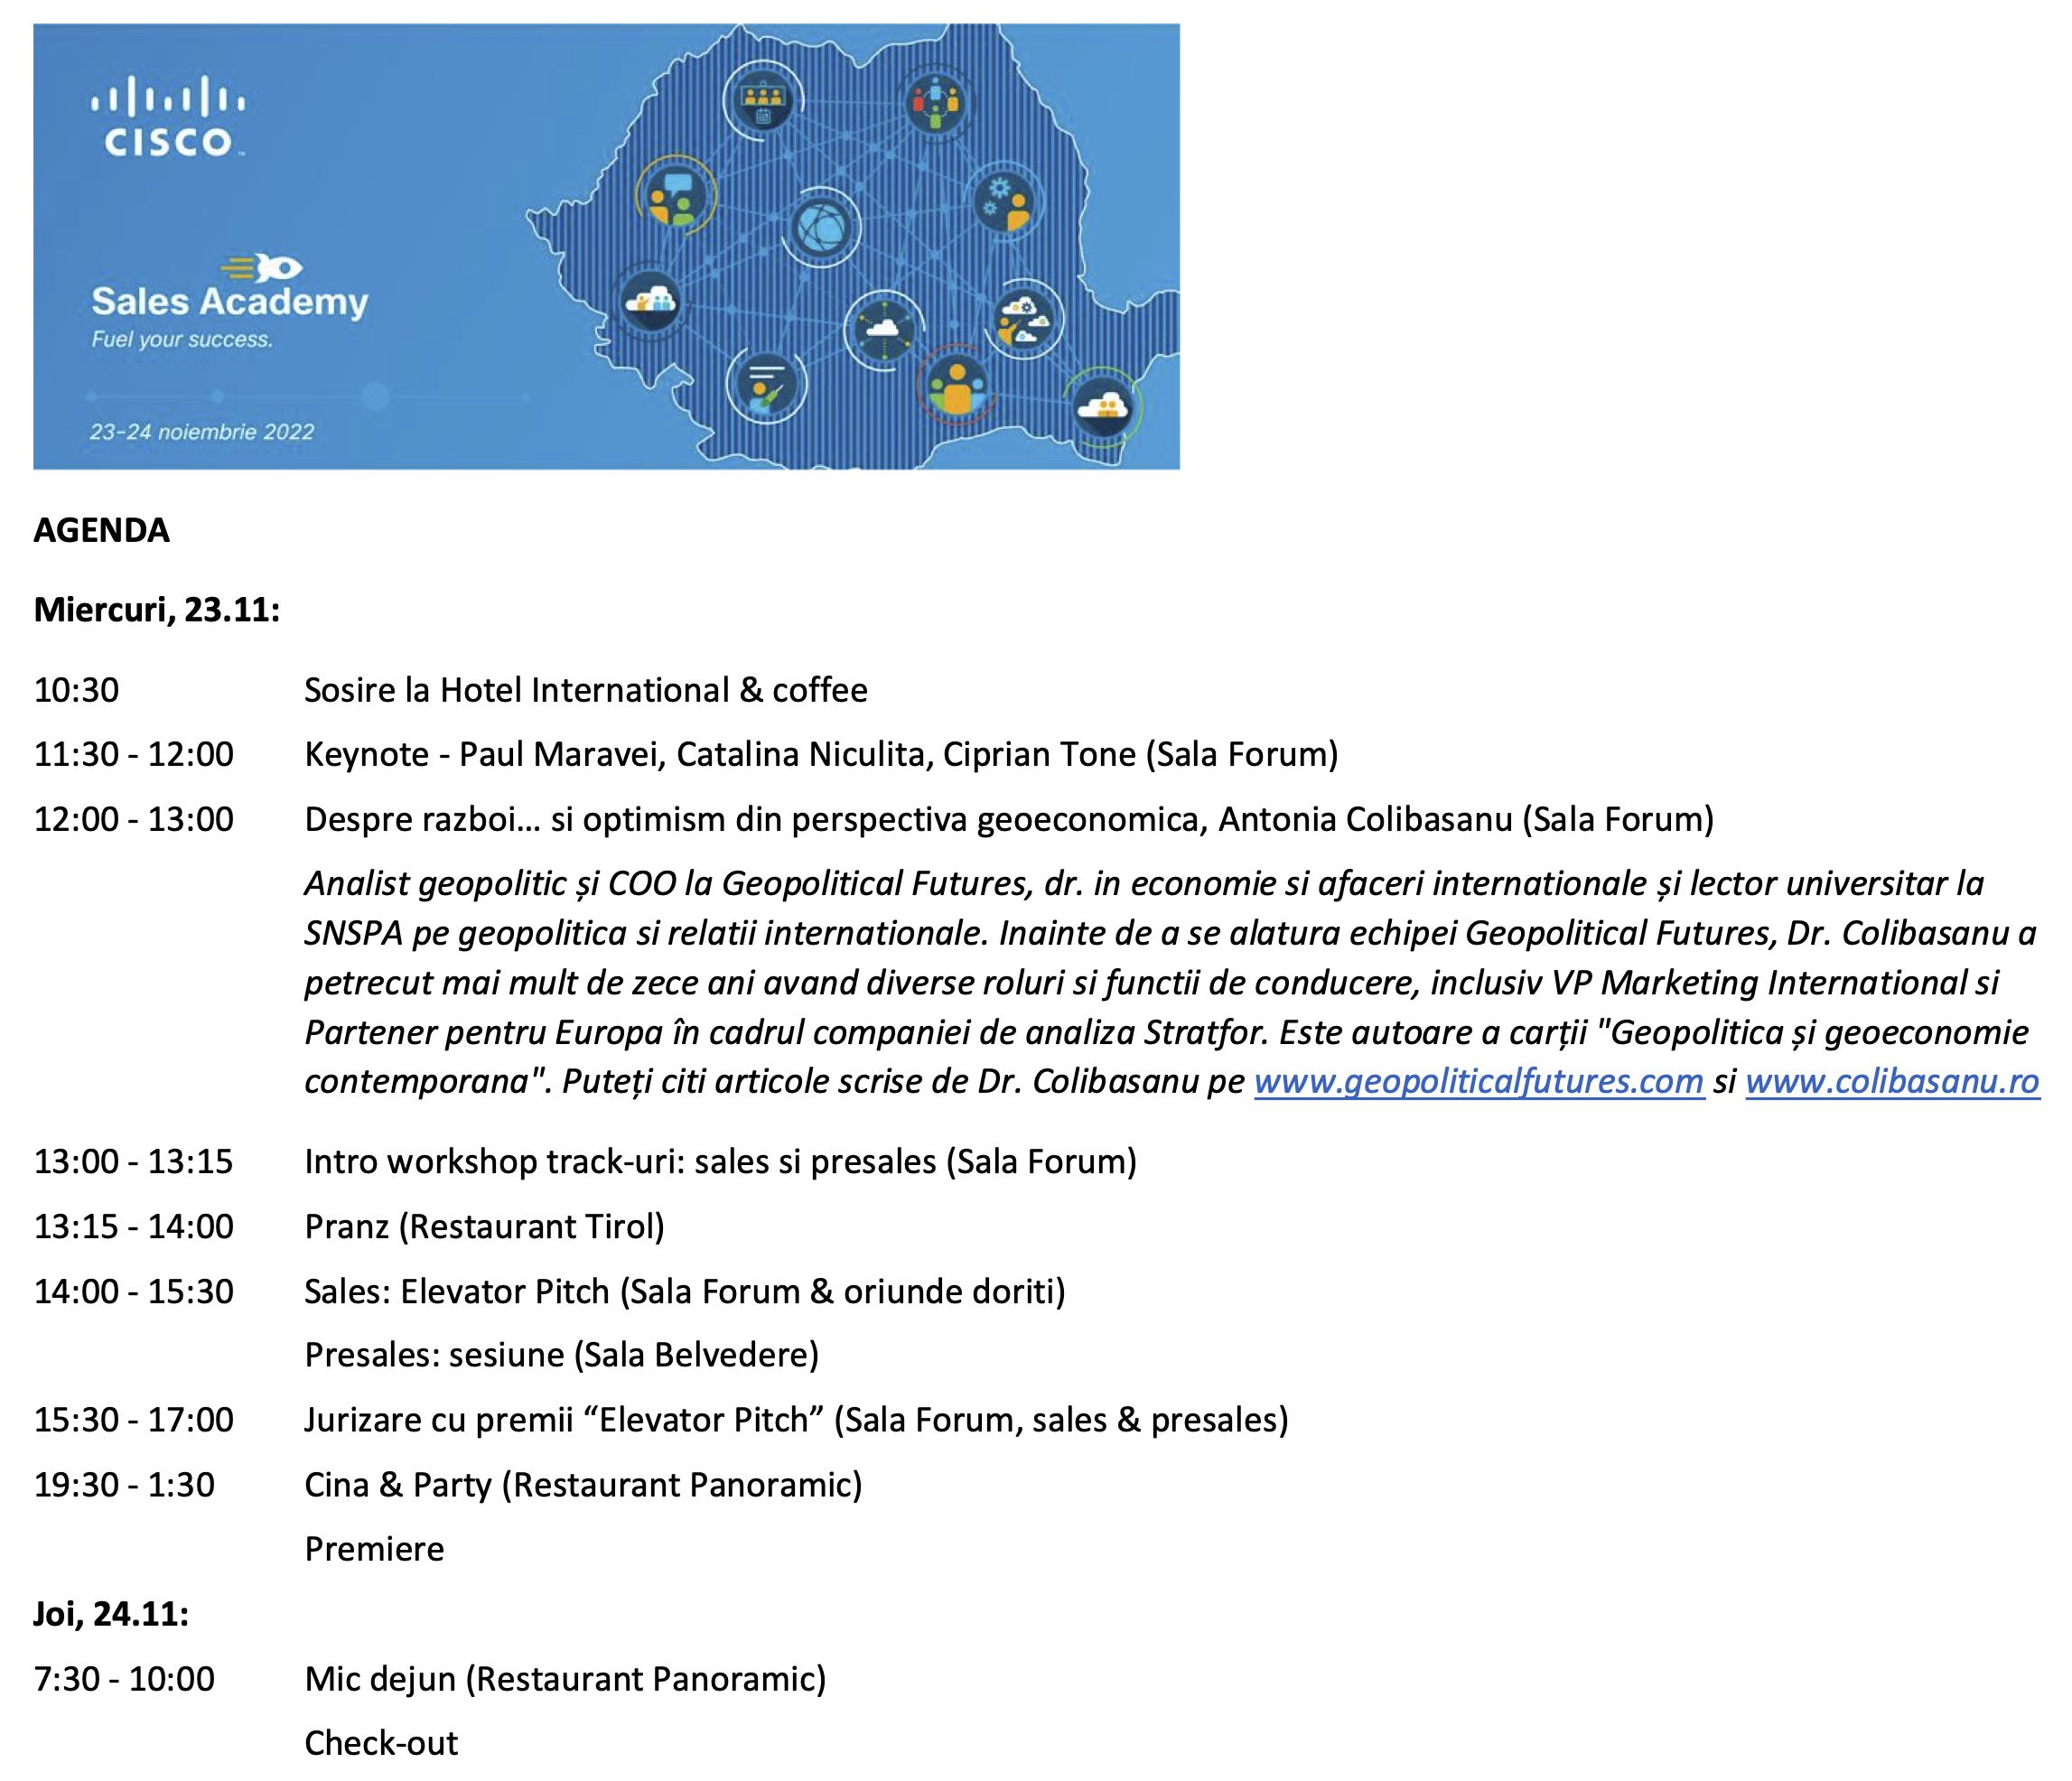 CISCO
Sales Academy
Fuel your success.
23-24 noiembrie 2022
AGENDA
Miercuri, 23.11:
10:30 Sosire la Hotel International & coffee
11:30 - 12:00 Keynote - Paul Maravei, Catalina Niculita, Ciprian Tone (Sala Forum)
12:00 - 13:00 Despre razboi... si optimism din perspectiva geoeconomica, Antonia Colibasanu (Sala Forum)
Analist geopolitic și COO la Geopolitical Futures, dr. in economie si afaceri internationale și lector universitar la
SNSPA pe geopolitica si relatii internationale. Inainte de a se alatura echipei Geopolitical Futures, Dr. Colibasanu a
petrecut mai mult de zece ani avand diverse roluri si functii de conducere, inclusiv VP Marketing International si
Partener pentru Europa în cadrul companiei de analiza Stratfor. Este autoare a carții "Geopolitica și geoeconomie
contemporana". Puteți citi articole scrise de Dr. Colibasanu pe www.geopoliticalfutures.com si www.colibasanu.ro
13:00 - 13:15 Intro workshop track-uri: sales si presales (Sala Forum)
13:15 - 14:00 Pranz (Restaurant Tirol)
14:00 - 15:30 Sales: Elevator Pitch (Sala Forum & oriunde doriti)
Presales: sesiune (Sala Belvedere)
15:30 - 17:00 Jurizare cu premii “Elevator Pitch” (Sala Forum, sales & presales)
19:30 - 1:30 Cina & Party (Restaurant Panoramic)
Premiere
Joi, 24.11:
7:30 - 10:00 Mic dejun (Restaurant Panoramic)
Check-out